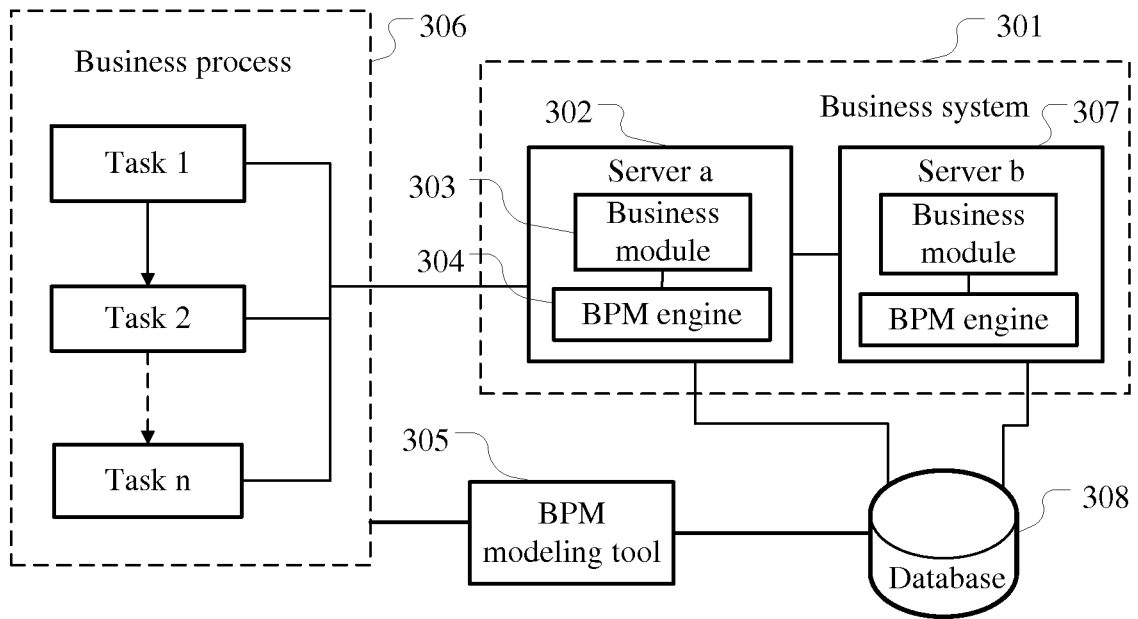 306
301
Business process
Business system
302
307
Task 1
Server a
Server b
303
Business
module
Business
module
304
BPM engine
BPM engine
Task 2
305
Task n
BPM
modeling tool
308
Database